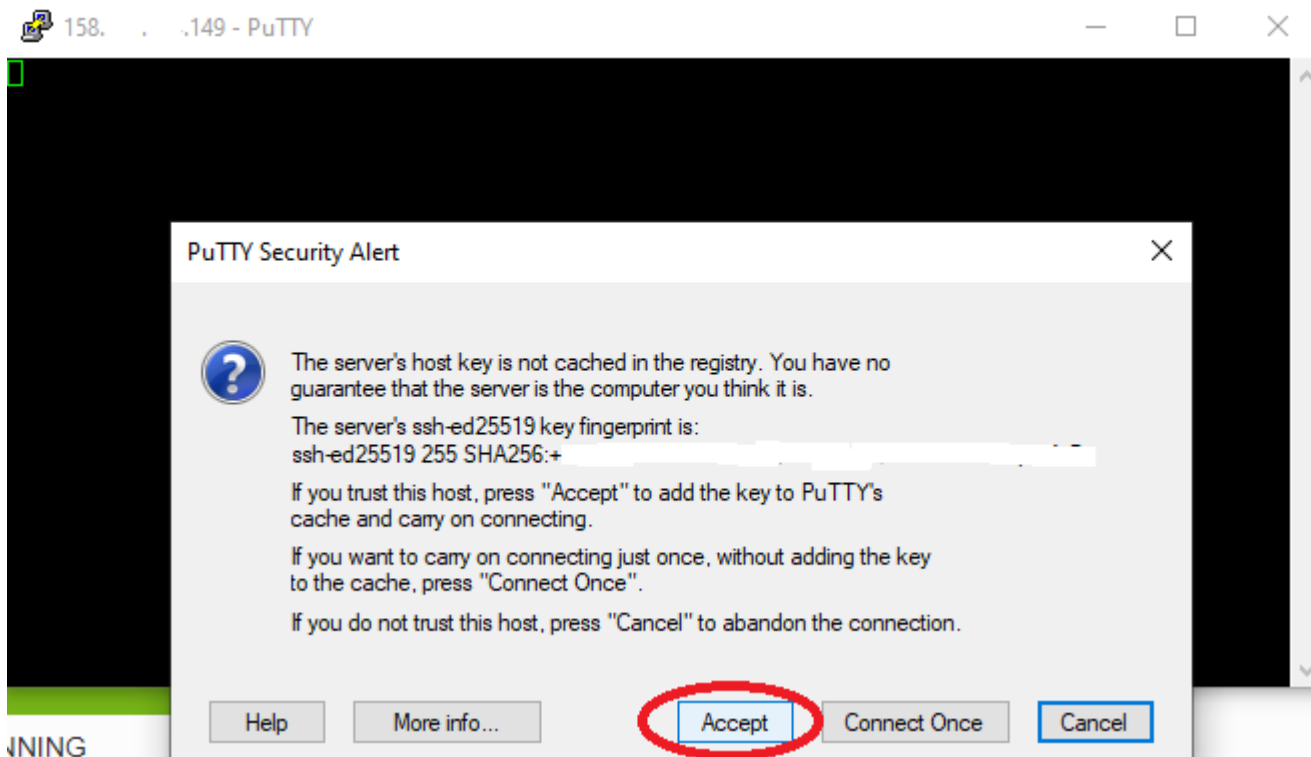 158. . .149 - PuTTY
PuTTY Security Alert
The server's host key is not cached in the registry. You have no
guarantee that the server is the computer you think it is.
The server's ssh-ed25519 key fingerprint is:
ssh-ed25519 255 SHA256:+
If you trust this host, press "Accept" to add the key to PuTTY's
cache and carry on connecting.
If you want to carry on connecting just once, without adding the key
to the cache, press "Connect Once".
If you do not trust this host, press "Cancel" to abandon the connection.
Help More info... Accept Connect Once Cancel
NNING